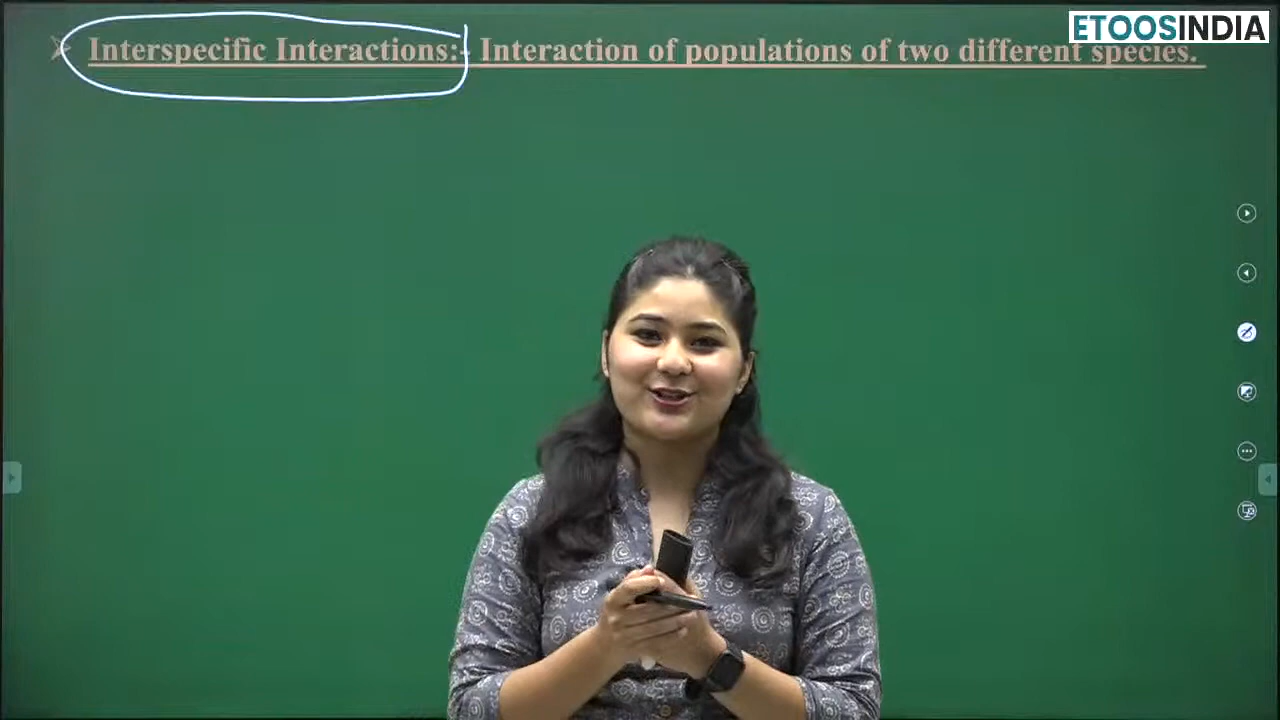 ETOOSINDIA
Interspecific Interactions:- Interaction of populations of two different species.